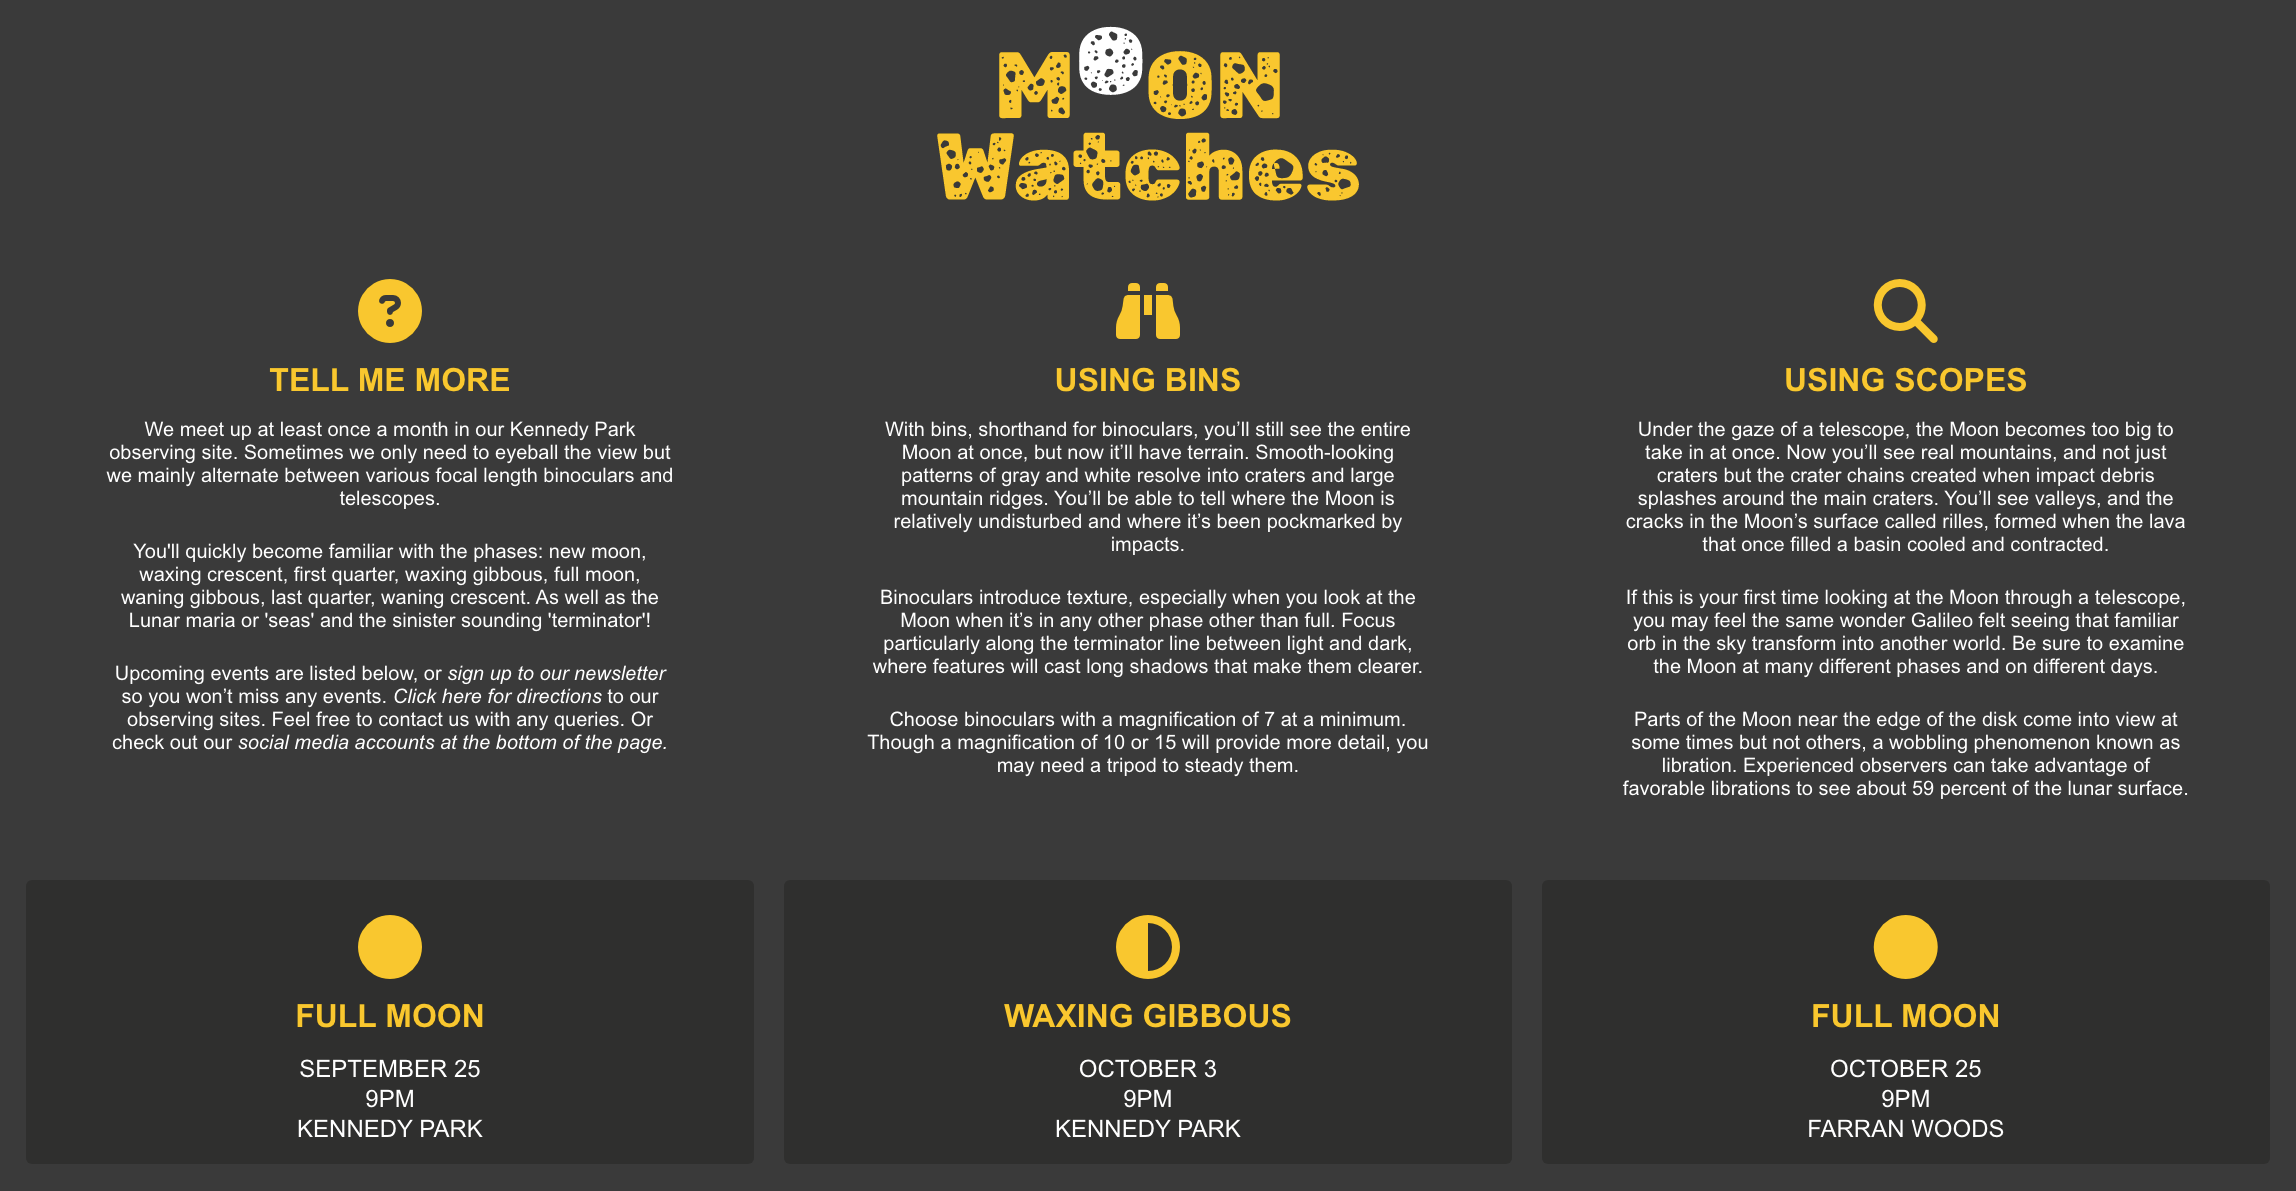 MOON
Watches
TELL ME MORE
We meet up at least once a month in our Kennedy Park
observing site. Sometimes we only need to eyeball the view but
we mainly alternate between various focal length binoculars and
telescopes.
You'll quickly become familiar with the phases: new moon,
waxing crescent, first quarter, waxing gibbous, full moon,
waning gibbous, last quarter, waning crescent. As well as the
Lunar maria or 'seas' and the sinister sounding 'terminator'!
Upcoming events are listed below, or sign up to our newsletter
so you won’t miss any events. Click here for directions to our
observing sites. Feel free to contact us with any queries. Or
check out our social media accounts at the bottom of the page.
USING BINS
With bins, shorthand for binoculars, you’ll still see the entire
Moon at once, but now it’ll have terrain. Smooth-looking
patterns of gray and white resolve into craters and large
mountain ridges. You’ll be able to tell where the Moon is
relatively undisturbed and where it’s been pockmarked by
impacts.
Binoculars introduce texture, especially when you look at the
Moon when it’s in any other phase other than full. Focus
particularly along the terminator line between light and dark,
where features will cast long shadows that make them clearer.
Choose binoculars with a magnification of 7 at a minimum.
Though a magnification of 10 or 15 will provide more detail, you
may need a tripod to steady them.
USING SCOPES
Under the gaze of a telescope, the Moon becomes too big to
take in at once. Now you’ll see real mountains, and not just
craters but the crater chains created when impact debris
splashes around the main craters. You’ll see valleys, and the
cracks in the Moon’s surface called rilles, formed when the lava
that once filled a basin cooled and contracted.
If this is your first time looking at the Moon through a telescope,
you may feel the same wonder Galileo felt seeing that familiar
orb in the sky transform into another world. Be sure to examine
the Moon at many different phases and on different days.
Parts of the Moon near the edge of the disk come into view at
some times but not others, a wobbling phenomenon known as
libration. Experienced observers can take advantage of
favorable librations to see about 59 percent of the lunar surface.
FULL MOON
SEPTEMBER 25
9PM
KENNEDY PARK
WAXING GIBBOUS
OCTOBER 3
9PM
KENNEDY PARK
FULL MOON
OCTOBER 25
9PM
FARRAN WOODS